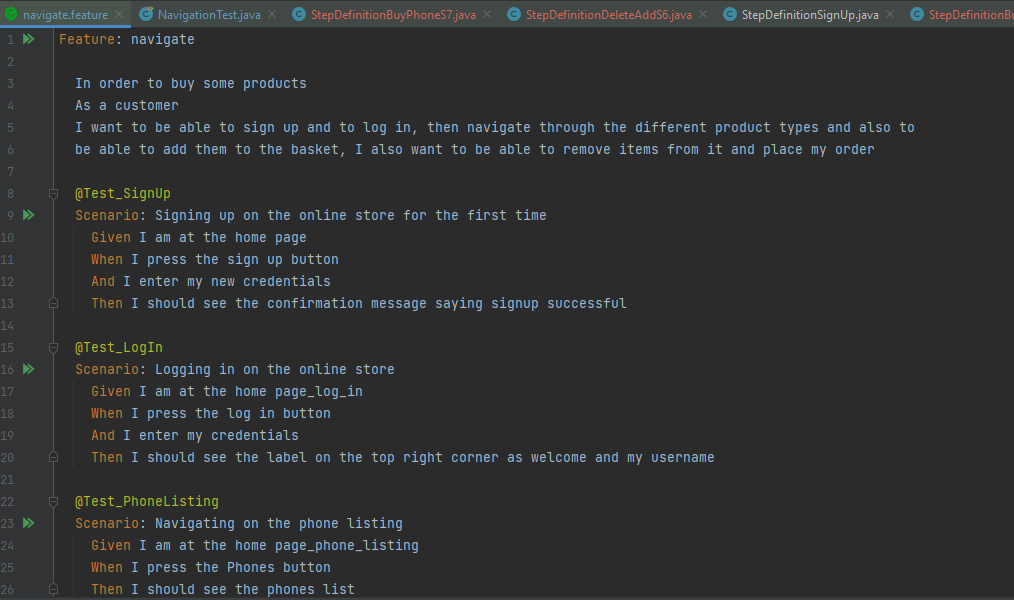 navigate.feature NavigationTest.java StepDefinitionBuyPhoneS7.java StepDefinitionDeleteAddS6.java StepDefinitionSignUp.java StepDefinitionBu
1 Feature: navigate
2
3 In order to buy some products
4 As a customer
5 I want to be able to sign up and to log in, then navigate through the different product types and also to
6 be able to add them to the basket, I also want to be able to remove items from it and place my order
7
8 @Test_SignUp
9 Scenario: Signing up on the online store for the first time
10 Given I am at the home page
11 When I press the sign up button
12 And I enter my new credentials
13 Then I should see the confirmation message saying signup successful
14
15 @Test_LogIn
16 Scenario: Logging in on the online store
17 Given I am at the home page_log_in
18 When I press the log in button
19 And I enter my credentials
20 Then I should see the label on the top right corner as welcome and my username
21
22 @Test_PhoneListing
23 Scenario: Navigating on the phone listing
24 Given I am at the home page_phone_listing
25 When I press the Phones button
26 Then I should see the phones list